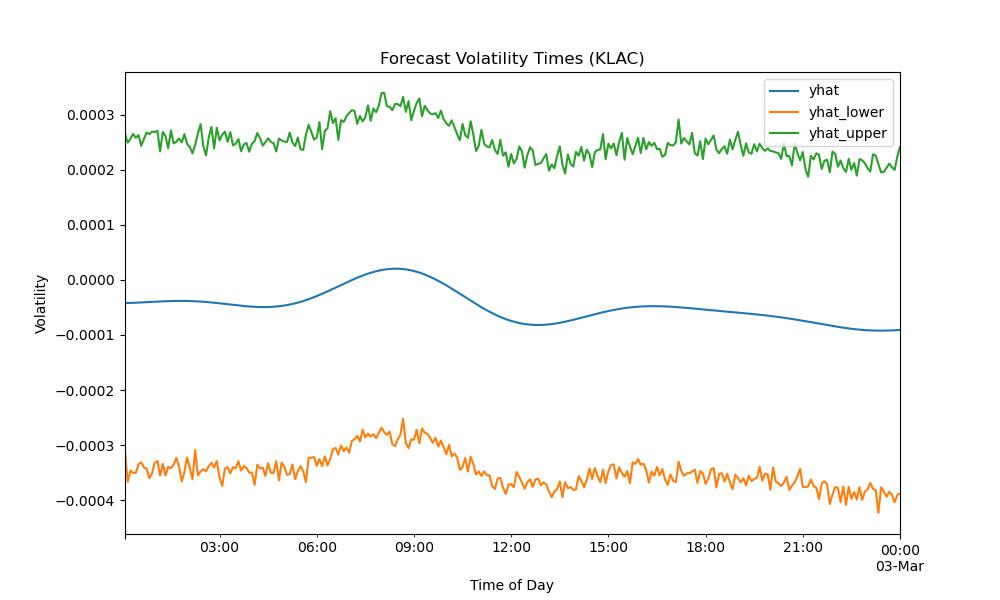 Forecast Volatility Times (KLAC)
yhat
yhat_lower
yhat_upper
0.0003
0.0002
0.0001
0.0000
−0.0001
−0.0002
−0.0003
−0.0004
Volatility
03:00
06:00
09:00
12:00
15:00
18:00
21:00
00:00
03-Mar
Time of Day